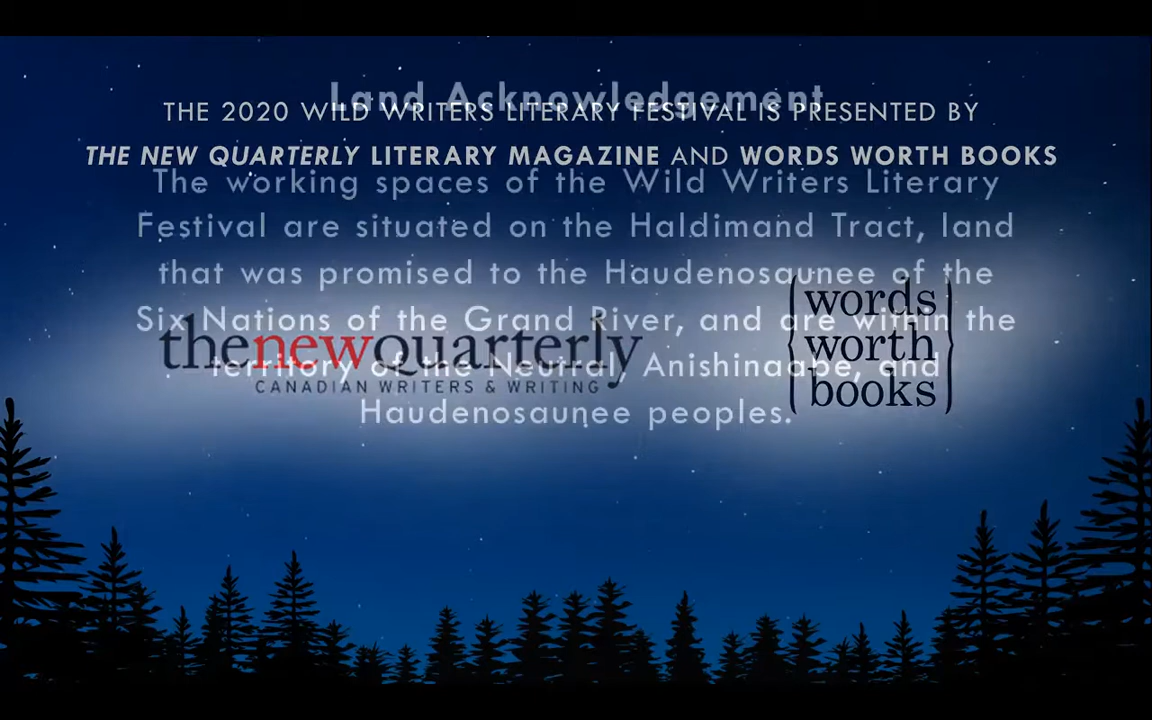 Land Acknowledgement
THE 2020 WILD WRITERS LITERARY FESTIVAL IS PRESENTED BY
THE NEW QUARTERLY LITERARY MAGAZINE AND WORDS WORTH BOOKS
The working spaces of the Wild Writers Literary
Festival are situated on the Haldimand Tract, land
that was promised to the Haudenosaunee of the
Six Nations of the Grand River, and are within the
territory of the Neutral, Anishinaabe, and
Haudenosaunee peoples.
thenewquarterly
CANADIAN WRITERS & WRITING
words
worth
books